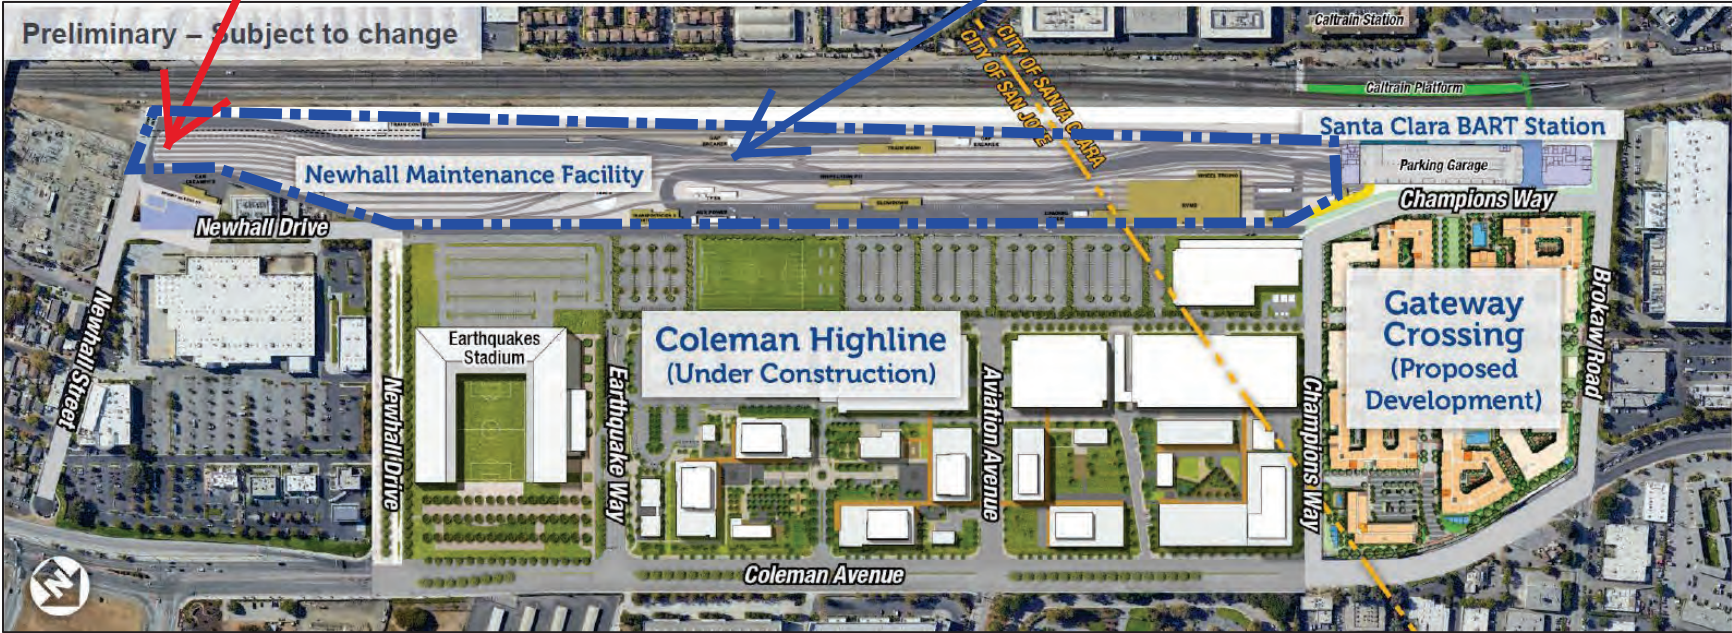 Preliminary – Subject to change
Caltrain Station
CITY OF SANTA CLARA
CITY OF SAN JOSE
Caltrain Platform
TRAIN CONTROL
Santa Clara BART Station
Parking Garage
Newhall Maintenance Facility
Champions Way
Newhall Drive
Newhall Street
Earthquakes
Stadium
Coleman Highline
(Under Construction)
Gateway
Crossing
(Proposed
Development)
Brokaw Road
Newhall Drive
Earthquake Way
Aviation Avenue
Champions Way
Coleman Avenue
N